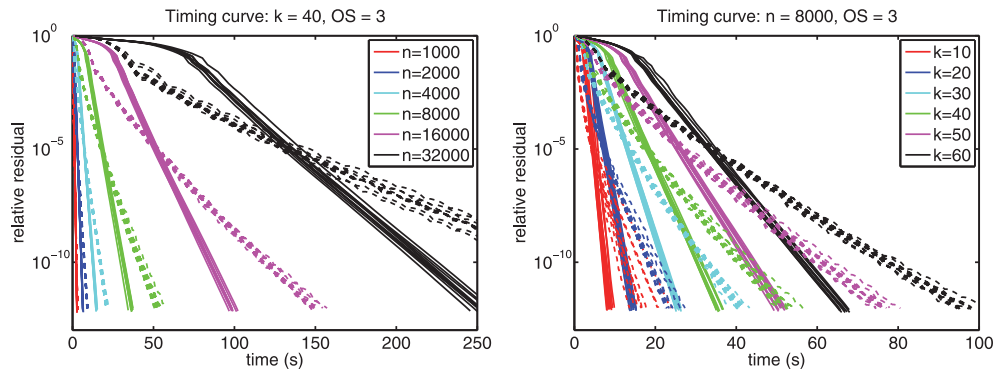 Timing curve: k = 40, OS = 3
relative residual
10^0
10^-5
10^-10
0 50 100 150 200 250
time (s)
n=1000
n=2000
n=4000
n=8000
n=16000
n=32000
Timing curve: n = 8000, OS = 3
relative residual
10^0
10^-5
10^-10
0 20 40 60 80 100
time (s)
k=10
k=20
k=30
k=40
k=50
k=60